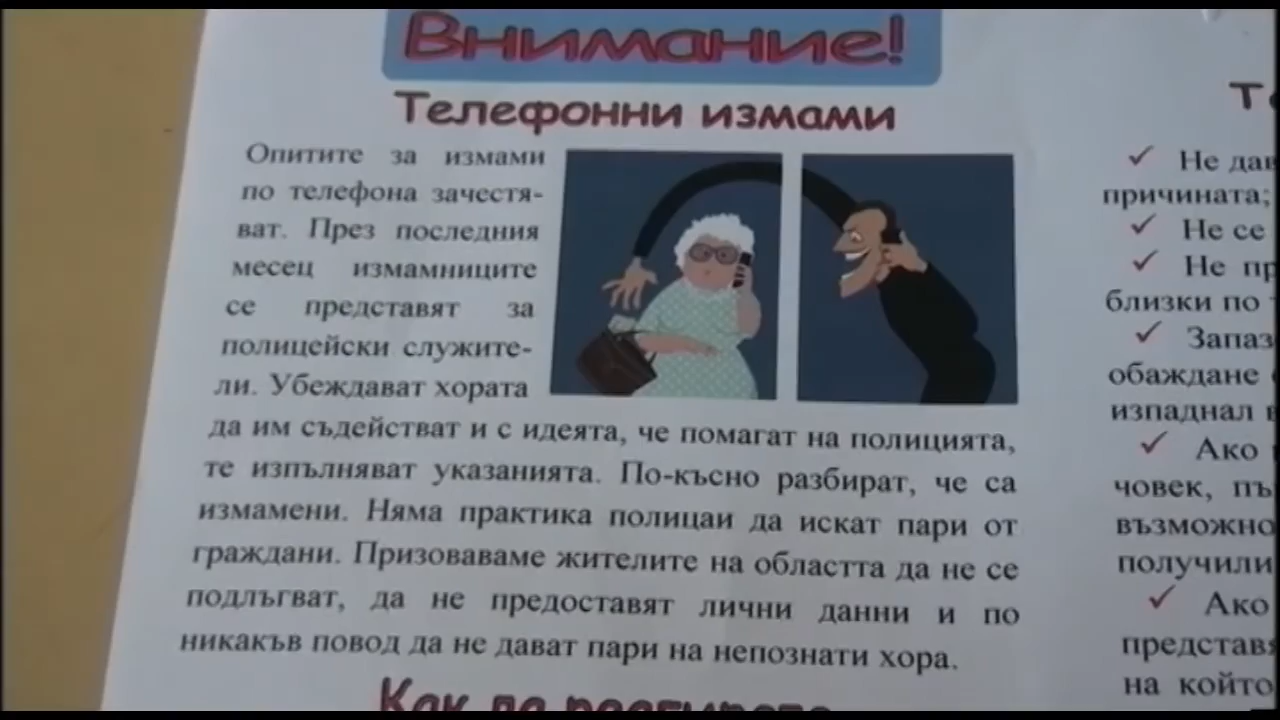 Внимание!
Телефонни измами
Опитите за измами
по телефона зачестя-
ват. През последния
месец измамниците
се представят за
полицейски служите-
ли. Убеждават хората
да им съдействат и с идеята, че помагат на полицията,
те изпълняват указанията. По-късно разбират, че са
измамени. Няма практика полицаи да искат пари от
граждани. Призоваваме жителите на областта да не се
подлъгват, да не предоставят лични данни и по
никакъв повод да не дават пари на непознати хора.
Как да
✓ Не
причината;
✓ Не се
✓ Не
близки по
✓
обаждане
изпаднал
✓ Ако
човек,
възможно
получили
✓ Ако
на който